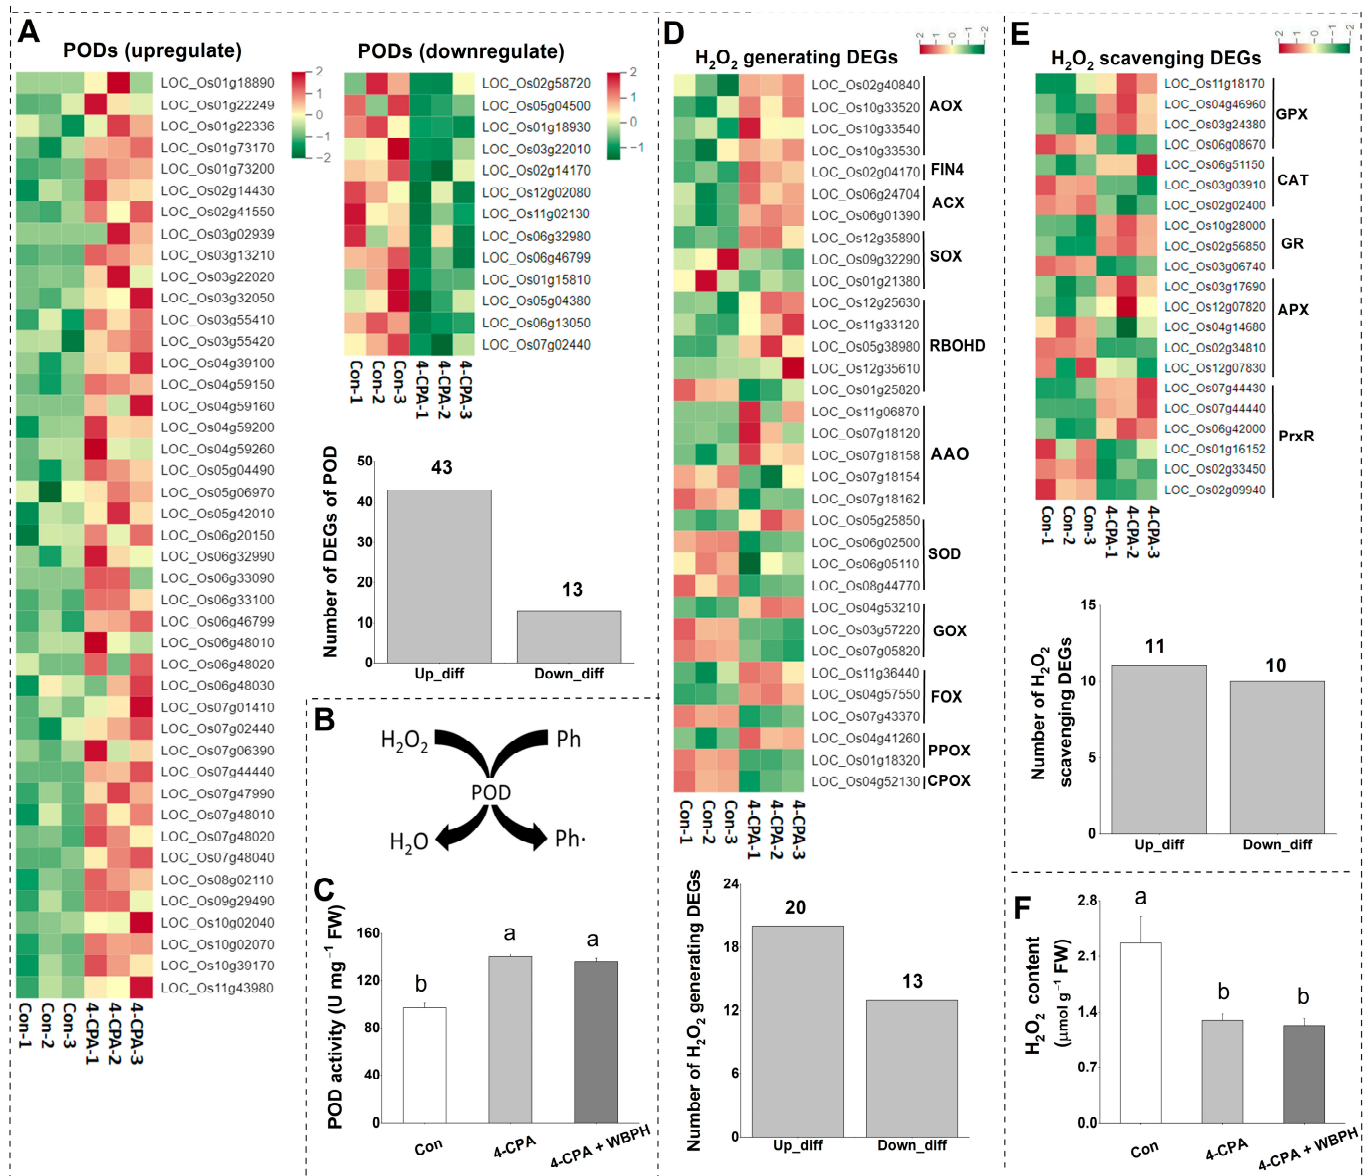 A
PODs (upregulate)
LOC_Os01g18890
LOC_Os01g22249
LOC_Os01g22336
LOC_Os01g73170
LOC_Os01g73200
LOC_Os02g14430
LOC_Os02g41550
LOC_Os03g02939
LOC_Os03g13210
LOC_Os03g22020
LOC_Os03g32050
LOC_Os03g55410
LOC_Os03g55420
LOC_Os04g39100
LOC_Os04g59150
LOC_Os04g59160
LOC_Os04g59200
LOC_Os04g59260
LOC_Os05g04490
LOC_Os05g06970
LOC_Os05g42010
LOC_Os06g20150
LOC_Os06g32990
LOC_Os06g33090
LOC_Os06g33100
LOC_Os06g46799
LOC_Os06g48010
LOC_Os06g48020
LOC_Os06g48030
LOC_Os07g01410
LOC_Os07g02440
LOC_Os07g06390
LOC_Os07g44440
LOC_Os07g47990
LOC_Os07g48010
LOC_Os07g48020
LOC_Os07g48040
LOC_Os08g02110
LOC_Os09g29490
LOC_Os10g02040
LOC_Os10g02070
LOC_Os10g39170
LOC_Os11g43980
Con-1
Con-2
Con-3
4-CPA-1
4-CPA-2
4-CPA-3
2
1
0
−1
−2
PODs (downregulate)
LOC_Os02g58720
LOC_Os05g04500
LOC_Os01g18930
LOC_Os03g22010
LOC_Os02g14170
LOC_Os12g02080
LOC_Os11g02130
LOC_Os06g32980
LOC_Os06g46799
LOC_Os01g15810
LOC_Os05g04380
LOC_Os06g13050
LOC_Os07g02440
Con-1
Con-2
Con-3
4-CPA-1
4-CPA-2
4-CPA-3
2
1
0
−1
Number of DEGs of POD
50
40
30
20
10
0
43
13
Up_diff
Down_diff
B
H₂O₂
Ph
POD
H₂O
Ph·
C
POD activity (U mg⁻¹ FW)
160
120
80
40
0
b
a
a
Con
4-CPA
4-CPA + WBPH
D
H₂O₂ generating DEGs
2
1
0
-1
-2
LOC_Os02g40840
LOC_Os10g33520
LOC_Os10g33540
LOC_Os10g33530
LOC_Os02g04170
LOC_Os06g24704
LOC_Os06g01390
LOC_Os12g35890
LOC_Os09g32290
LOC_Os01g21380
LOC_Os12g25630
LOC_Os11g33120
LOC_Os05g38980
LOC_Os12g35610
LOC_Os01g25820
LOC_Os11g06870
LOC_Os07g18120
LOC_Os07g18158
LOC_Os07g18154
LOC_Os07g18162
LOC_Os05g25850
LOC_Os06g02500
LOC_Os06g05110
LOC_Os08g44770
LOC_Os04g53210
LOC_Os03g57220
LOC_Os07g05820
LOC_Os11g36440
LOC_Os04g57550
LOC_Os07g43370
LOC_Os04g41260
LOC_Os01g18320
LOC_Os04g52130
AOX
FIN4
ACX
SOX
RBOHD
AAO
SOD
GOX
FOX
PPOX
CPOX
Con-1
Con-2
Con-3
4-CPA-1
4-CPA-2
4-CPA-3
Number of H₂O₂ generating DEGs
24
18
12
6
0
20
13
Up_diff
Down_diff
E
H₂O₂ scavenging DEGs
2
1
0
-1
-2
LOC_Os11g18170
LOC_Os04g46960
LOC_Os03g24380
LOC_Os06g08670
LOC_Os06g51150
LOC_Os03g03910
LOC_Os02g02400
LOC_Os10g28000
LOC_Os02g56850
LOC_Os03g06740
LOC_Os03g17690
LOC_Os12g07820
LOC_Os04g14680
LOC_Os02g34810
LOC_Os12g07830
LOC_Os07g44430
LOC_Os07g44440
LOC_Os06g42000
LOC_Os01g16152
LOC_Os02g33450
LOC_Os02g09940
GPX
CAT
GR
APX
PrxR
Con-1
Con-2
Con-3
4-CPA-1
4-CPA-2
4-CPA-3
Number of H₂O₂
scavenging DEGs
15
10
5
0
11
10
Up_diff
Down_diff
F
H₂O₂ content
(μmol g⁻¹ FW)
2.8
2.1
1.4
0.7
0
a
b
b
Con
4-CPA
4-CPA + WBPH